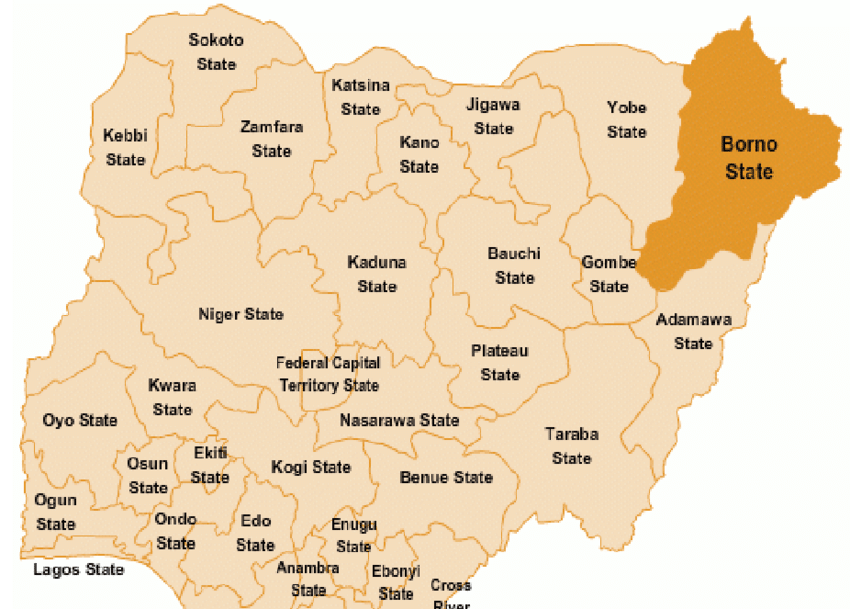 Sokoto
State
Katsina
State
Jigawa
State
Yobe
State
Kebbi
State
Zamfara
State
Kano
State
Borno
State
Kaduna
State
Bauchi
State
Gombe
State
Niger State
Adamawa
State
Federal Capital
Territory State
Plateau
State
Kwara
State
Oyo State
Nasarawa State
Taraba
State
Osun
State
Ekiti
State
Kogi State
Benue State
Ogun
State
Ondo
State
Edo
State
Enugu
State
Lagos State
Anambra
State
Ebonyi
State
Cross
River